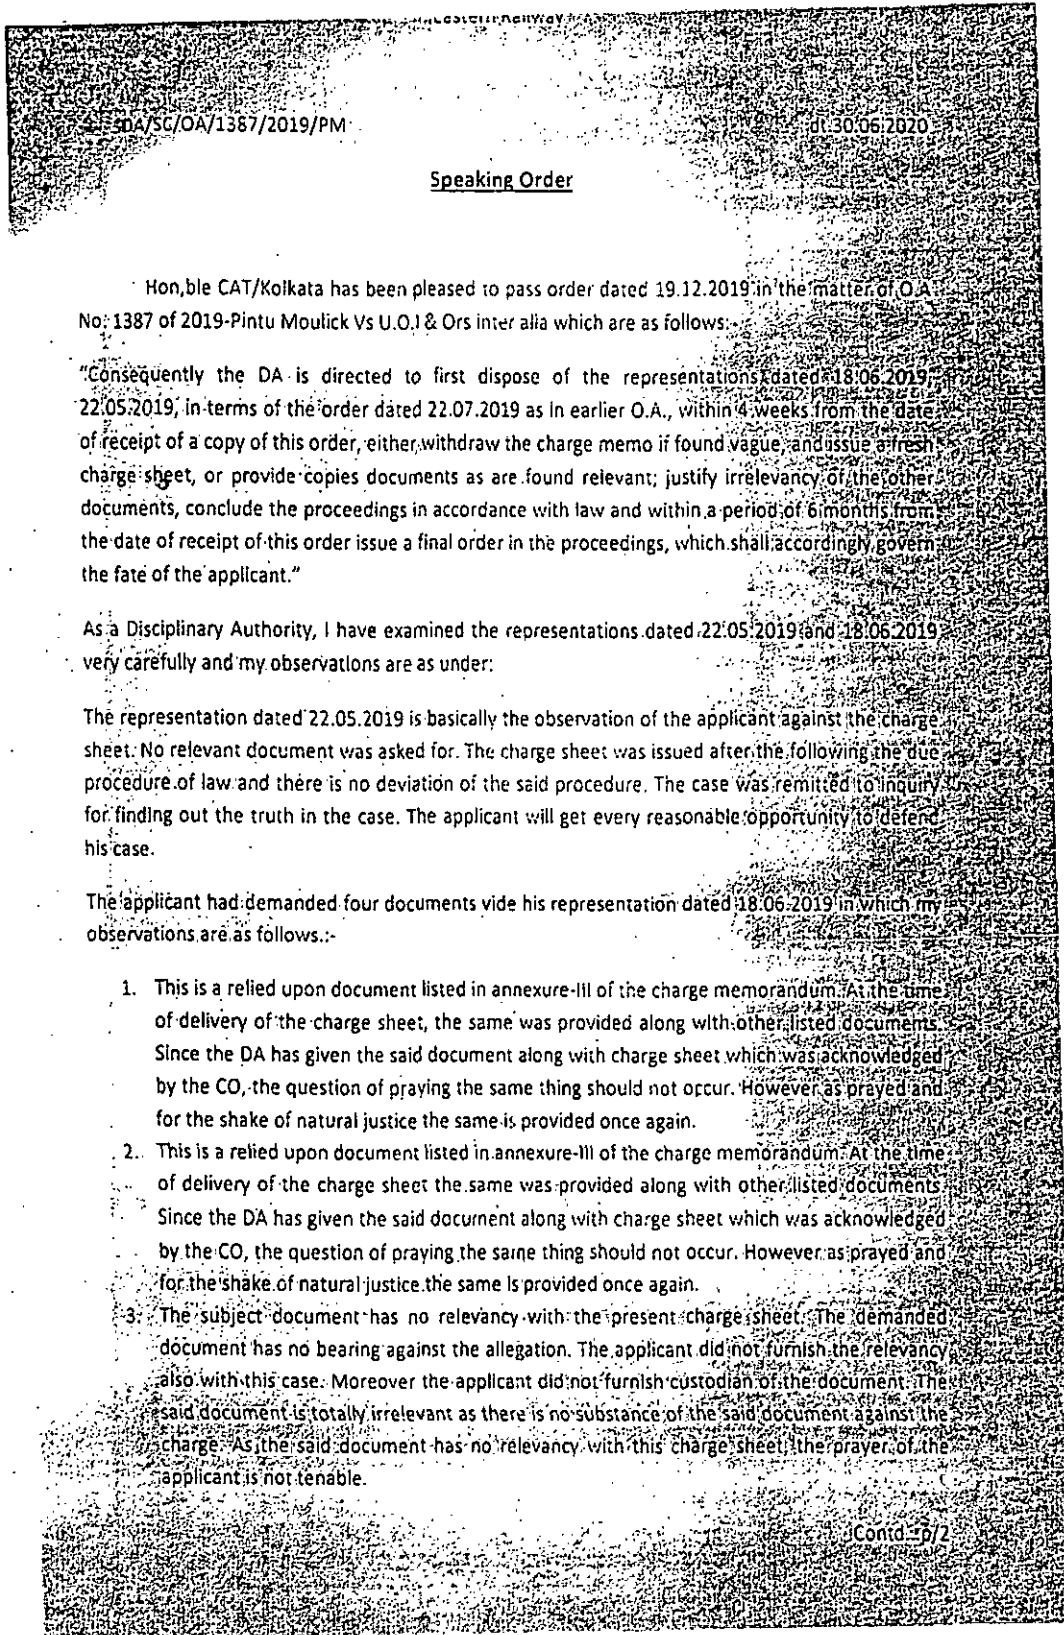 Eastern Railway
SDA/SG/OA/1387/2019/PM dt.30.06.2020
Speaking Order
Hon,ble CAT/Kolkata has been pleased to pass order dated 19.12.2019 in the matter of O.A
No. 1387 of 2019-Pintu Moulick Vs U.O.I & Ors inter alia which are as follows:-
"Consequently the DA is directed to first dispose of the representations dated 18.06.2019,
22.05.2019, in terms of the order dated 22.07.2019 as in earlier O.A., within 4 weeks from the date
of receipt of a copy of this order, either withdraw the charge memo if found vague, and issue a fresh
charge sheet, or provide copies documents as are found relevant; justify irrelevancy of the other
documents, conclude the proceedings in accordance with law and within a period of 6 months from
the date of receipt of this order issue a final order in the proceedings, which shall accordingly govern
the fate of the applicant."
As a Disciplinary Authority, I have examined the representations dated 22.05.2019 and 18.06.2019
very carefully and my observations are as under:
The representation dated 22.05.2019 is basically the observation of the applicant against the charge
sheet. No relevant document was asked for. The charge sheet was issued after the following the due
procedure of law and there is no deviation of the said procedure. The case was remitted to inquiry
for finding out the truth in the case. The applicant will get every reasonable opportunity to defend
his case.
The applicant had demanded four documents vide his representation dated 18.06.2019 in which my
observations are as follows.:-
1. This is a relied upon document listed in annexure-III of the charge memorandum. At the time
of delivery of the charge sheet, the same was provided along with other listed documents.
Since the DA has given the said document along with charge sheet which was acknowledged
by the CO, the question of praying the same thing should not occur. However as prayed and
for the shake of natural justice the same is provided once again.
2. This is a relied upon document listed in annexure-III of the charge memorandum. At the time
of delivery of the charge sheet the same was provided along with other listed documents.
Since the DA has given the said document along with charge sheet which was acknowledged
by the CO, the question of praying the same thing should not occur. However as prayed and
for the shake of natural justice the same is provided once again.
3. The subject document has no relevancy with the present charge sheet. The demanded
document has no bearing against the allegation. The applicant did not furnish the relevancy
also with this case. Moreover the applicant did not furnish custodian of the document. The
said document is totally irrelevant as there is no substance of the said document against the
charge. As the said document has no relevancy with this charge sheet, the prayer of the
applicant is not tenable.
Contd...p/2